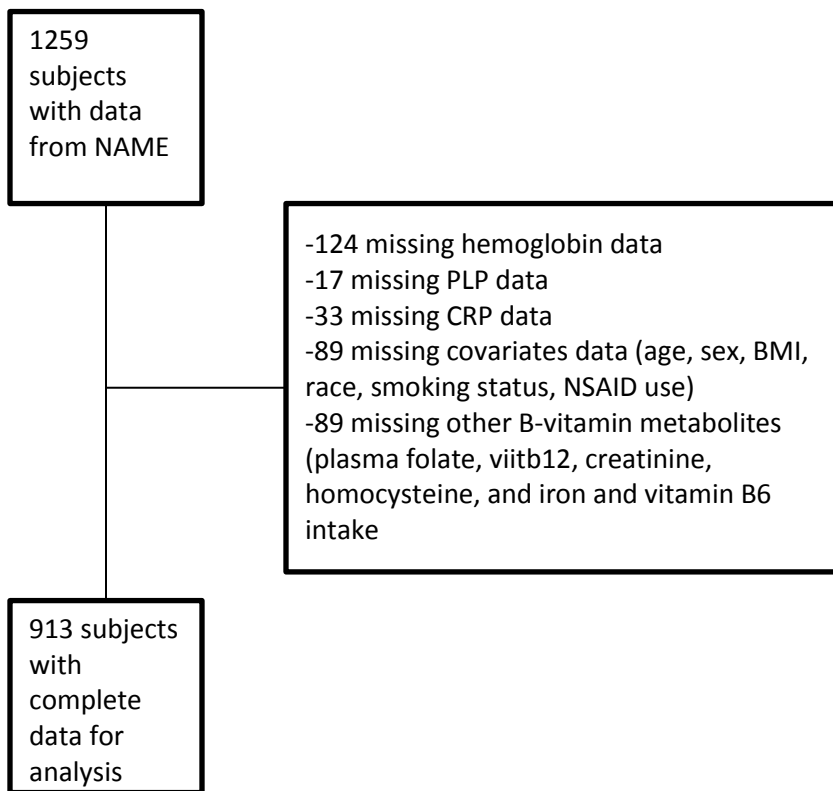 1259
subjects
with data
from NAME
-124 missing hemoglobin data
-17 missing PLP data
-33 missing CRP data
-89 missing covariates data (age, sex, BMI,
race, smoking status, NSAID use)
-89 missing other B-vitamin metabolites
(plasma folate, viitb12, creatinine,
homocysteine, and iron and vitamin B6
intake
913 subjects
with
complete
data for
analysis